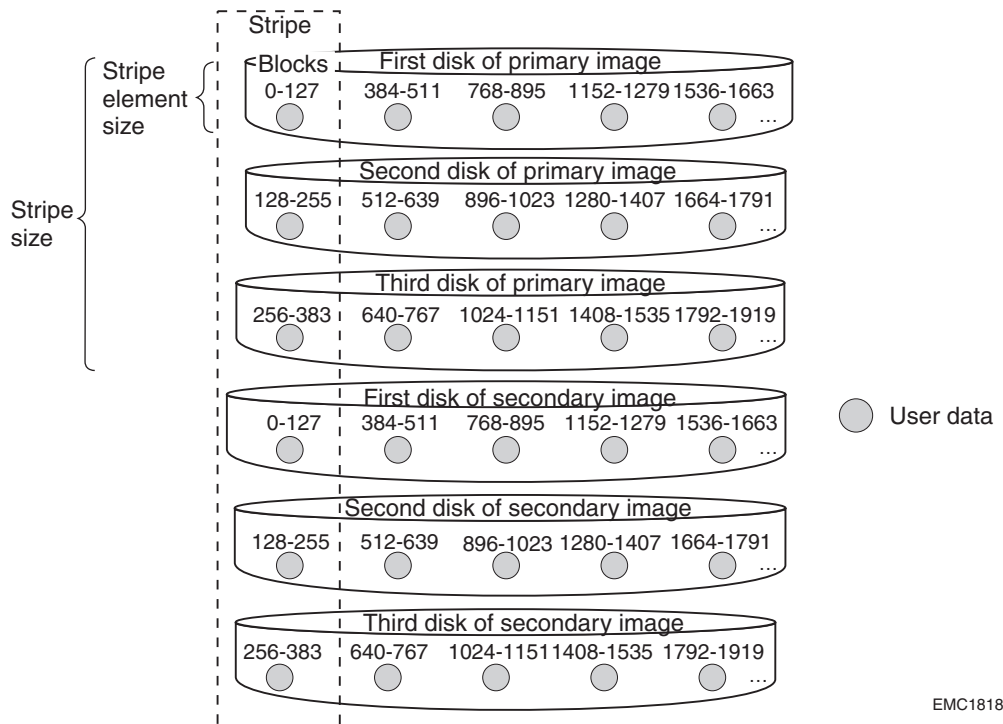 Stripe
Blocks
First disk of primary image
Stripe
element
size
0-127 384-511 768-895 1152-1279 1536-1663
...
Second disk of primary image
128-255 512-639 896-1023 1280-1407 1664-1791
...
Stripe
size
Third disk of primary image
256-383 640-767 1024-1151 1408-1535 1792-1919
...
First disk of secondary image
0-127 384-511 768-895 1152-1279 1536-1663
...
User data
Second disk of secondary image
128-255 512-639 896-1023 1280-1407 1664-1791
...
Third disk of secondary image
256-383 640-767 1024-1151 1408-1535 1792-1919
...
EMC1818